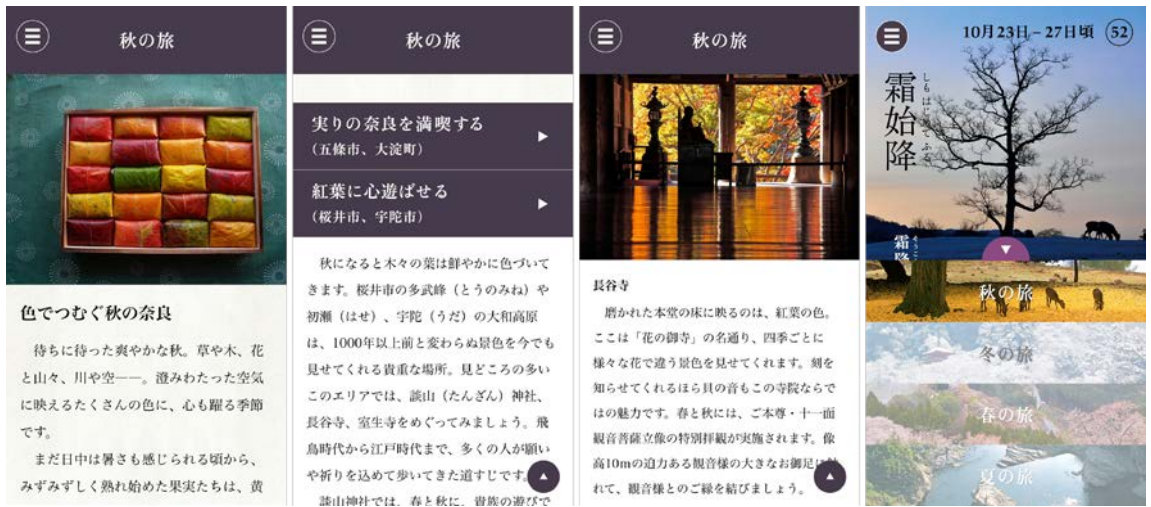 秋の旅
色でつむぐ秋の奈良
待ちに待った爽やかな秋。草や木、花
と山々、川や空――。澄みわたった空気
に映えるたくさんの色に、心も躍る季節
です。
まだ日中は暑さも感じられる頃から、
みずみずしく熟れ始めた果実たちは、黄
秋の旅
実りの奈良を満喫する
（五條市、大淀町）
紅葉に心遊ばせる
（桜井市、宇陀市）
秋になると木々の葉は鮮やかに色づいて
きます。桜井市の多武峰（とうのみね）や
初瀬（はせ）、宇陀（うだ）の大和高原
は、1000年以上前と変わらぬ景色を今でも
見せてくれる貴重な場所。見どころの多い
このエリアでは、談山（たんざん）神社、
長谷寺、室生寺をめぐってみましょう。飛
鳥時代から江戸時代まで、多くの人が願い
や祈りを込めて歩いてきた道すじです。
談山神社では、春と秋に、貴族の遊びで
秋の旅
長谷寺
磨かれた本堂の床に映るのは、紅葉の色。
ここは「花の御寺」の名通り、四季ごとに
様々な花で違う景色を見せてくれます。刻を
知らせてくれるほら貝の音もこの寺院ならで
はの魅力です。春と秋には、ご本尊・十一面
観音菩薩立像の特別拝観が実施されます。像
高10mの迫力ある観音様の大きなお御足に
れて、観音様とのご縁を結びましょう。
10月23日–27日頃 52
霜始降
しもはじめてふる
霜降
そうこう
秋の旅
冬の旅
春の旅
夏の旅